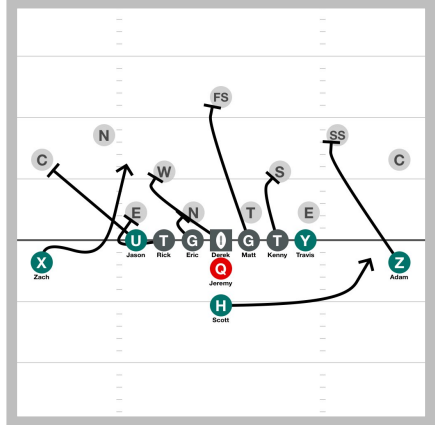 FS
N
SS
C
C
W
S
E
N
T
E
U
T
G
G
T
Y
Jason
Rick
Eric
Derek
Matt
Kenny
Travis
X
Q
Z
Zach
Jeremy
Adam
H
Scott